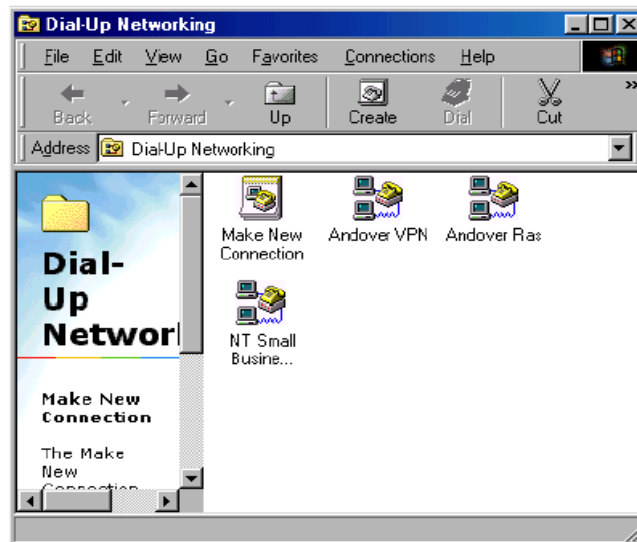 Dial-Up Networking
File Edit View Go Favorites Connections Help
Back Forward Up Create Dial Cut »
Address Dial-Up Networking
Dial-
Up
Networ
Make New
Connection
The Make
New
Connection
Make New
Connection
Andover VPN
Andover Ras
NT Small
Busine...